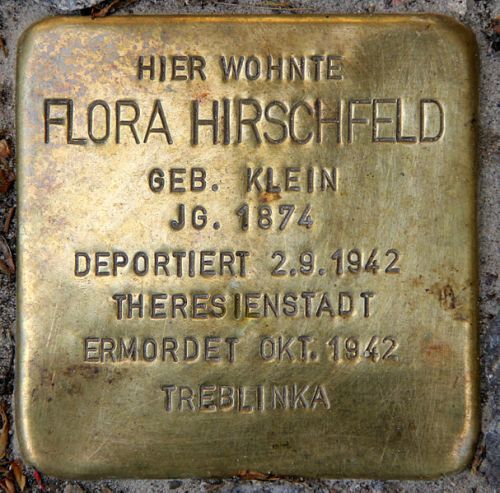 HIER WOHNTE
FLORA HIRSCHFELD
GEB. KLEIN
JG. 1874
DEPORTIERT 2.9.1942
THERESIENSTADT
ERMORDET OKT. 1942
TREBLINKA